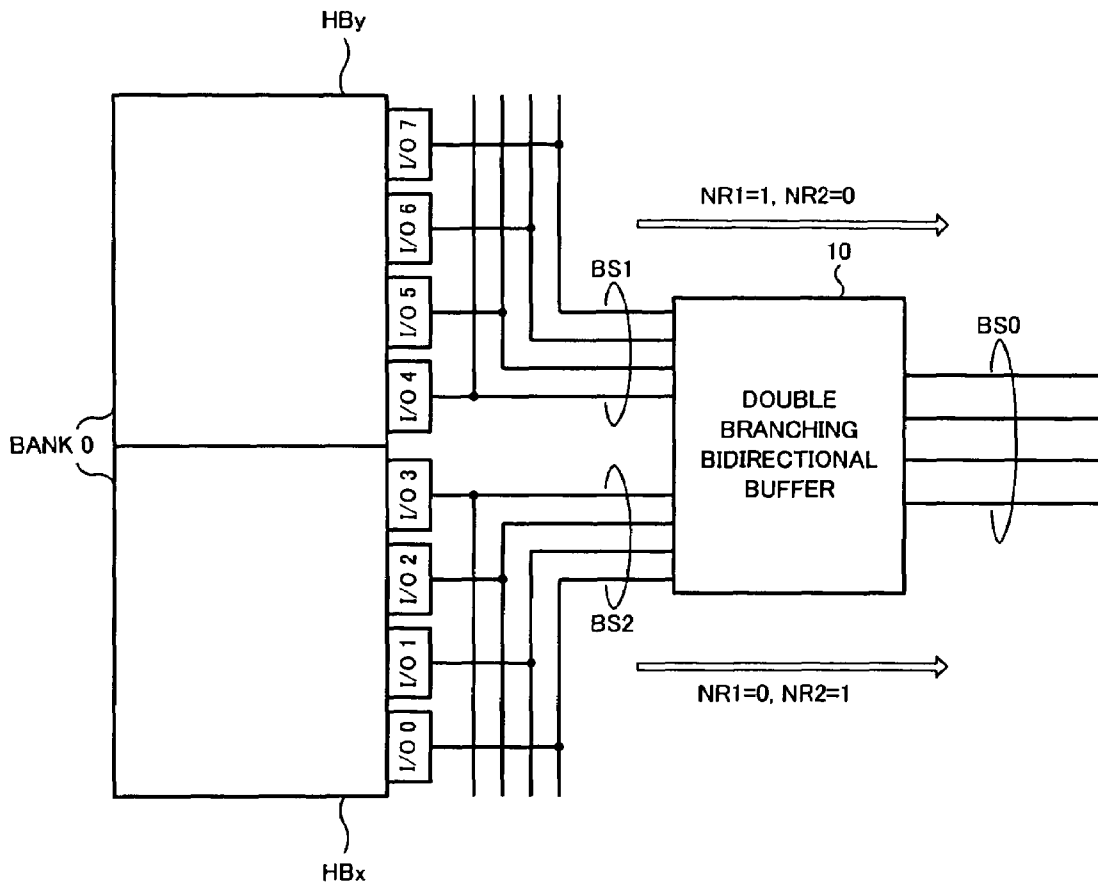 HBy
I/O 7
I/O 6
I/O 5
I/O 4
BANK 0
I/O 3
I/O 2
I/O 1
I/O 0
HBx
NR1=1, NR2=0
10
BS1
BS0
DOUBLE
BRANCHING
BIDIRECTIONAL
BUFFER
BS2
NR1=0, NR2=1